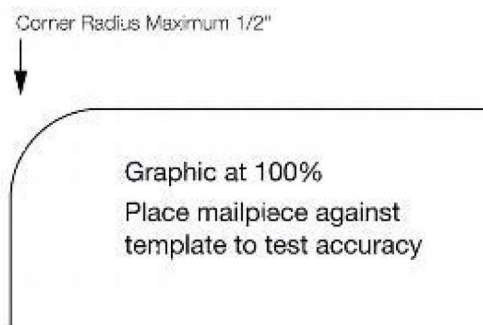 Corner Radius Maximum 1/2"
Graphic at 100%
Place mailpiece against
template to test accuracy